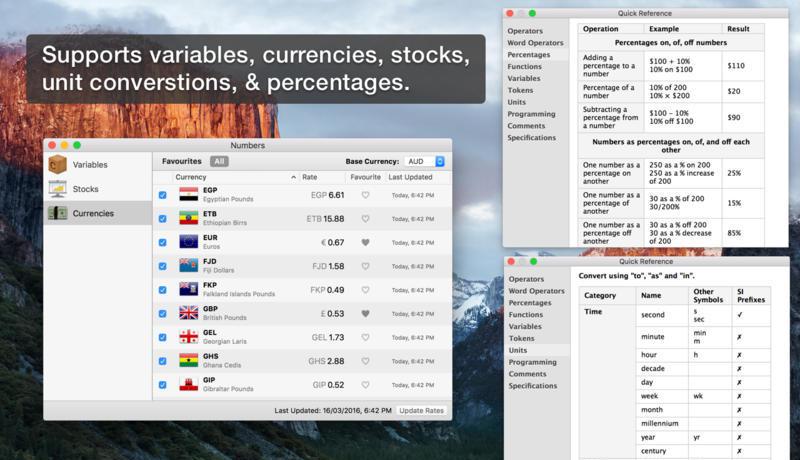 Supports variables, currencies, stocks,
unit converstions, & percentages.
Numbers
Variables
Stocks
Currencies
Favourites All Base Currency: AUD
Currency Rate Favourite Last Updated
EGP
Egyptian Pounds
EGP 6.61 Today, 6:42 PM
ETB
Ethiopian Birrs
ETB 15.88 Today, 6:42 PM
EUR
Euros
€ 0.67 Today, 6:42 PM
FJD
Fiji Dollars
FJD 1.58 Today, 6:42 PM
FKP
Falkland Islands Pounds
FKP 0.49 Today, 6:42 PM
GBP
British Pounds
£ 0.53 Today, 6:42 PM
GEL
Georgian Laris
GEL 1.73 Today, 6:42 PM
GHS
Ghana Cedis
GHS 2.88 Today, 6:42 PM
GIP
Gibraltar Pounds
GIP 0.52 Today, 6:42 PM
Last Updated: 16/03/2016, 6:42 PM Update Rates
Quick Reference
Operators
Word Operators
Percentages
Functions
Variables
Tokens
Units
Programming
Comments
Specifications
Operation Example Result
Percentages on, of, off numbers
Adding a
percentage to a
number
$100 + 10%
10% on $100
$110
Percentage of a
number
10% of 200
10% × $200
$20
Subtracting a
percentage from
a number
$100 – 10%
10% off $100
$90
Numbers as percentages on, of, and off each
other
One number as a
percentage on
another
250 as a % on 200
250 as a % increase
of 200
25%
One number as a
percentage of
another
30 as a % of 200
30/200%
15%
One number as a
percentage off
another
30 as a % off 200
30 as a % decrease
of 200
85%
Quick Reference
Operators
Word Operators
Percentages
Functions
Variables
Tokens
Units
Programming
Comments
Specifications
Convert using "to", "as" and "in".
Category Name Other
Symbols
SI
Prefixes
Time
second s
sec
✓
minute min
m
✗
hour h ✗
decade ✗
day ✗
week wk ✗
month ✗
millennium ✗
year yr ✗
century ✗